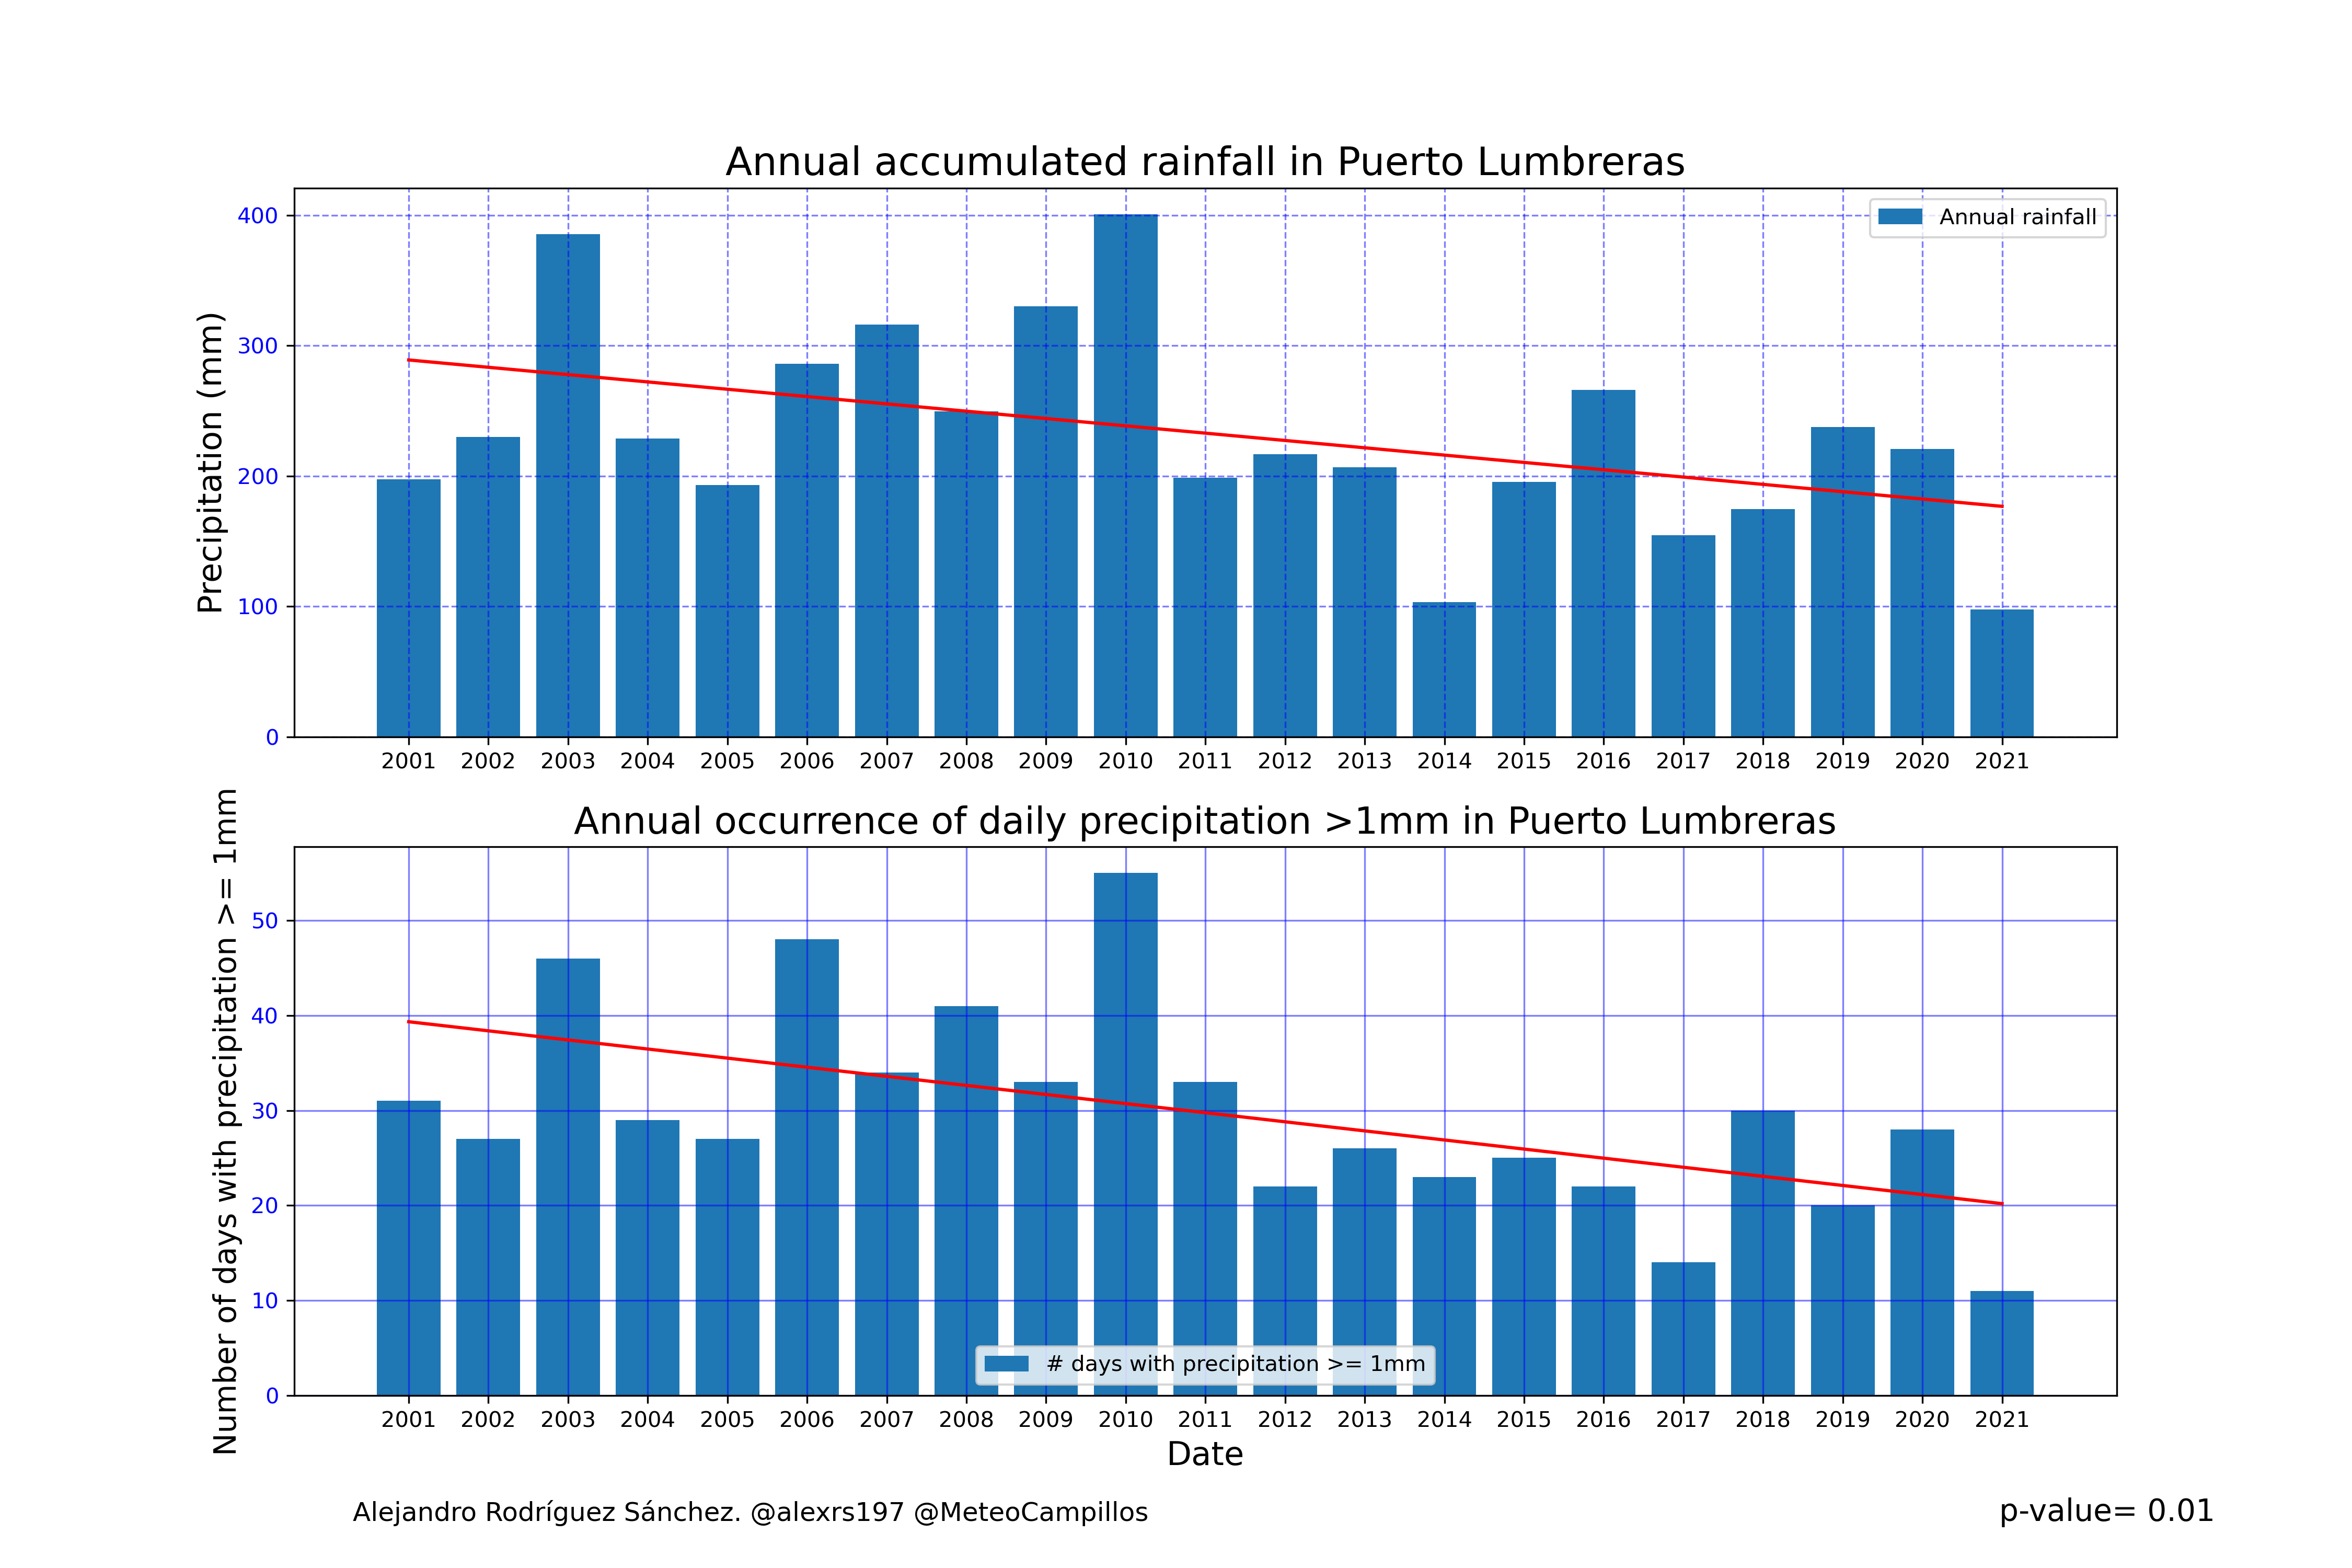 Annual accumulated rainfall in Puerto Lumbreras
Precipitation (mm)
400
300
200
100
0
Annual rainfall
2001 2002 2003 2004 2005 2006 2007 2008 2009 2010 2011 2012 2013 2014 2015 2016 2017 2018 2019 2020 2021
Annual occurrence of daily precipitation >1mm in Puerto Lumbreras
Number of days with precipitation >= 1mm
50
40
30
20
10
0
# days with precipitation >= 1mm
2001 2002 2003 2004 2005 2006 2007 2008 2009 2010 2011 2012 2013 2014 2015 2016 2017 2018 2019 2020 2021
Date
Alejandro Rodríguez Sánchez. @alexrs197 @MeteoCampillos
p-value= 0.01